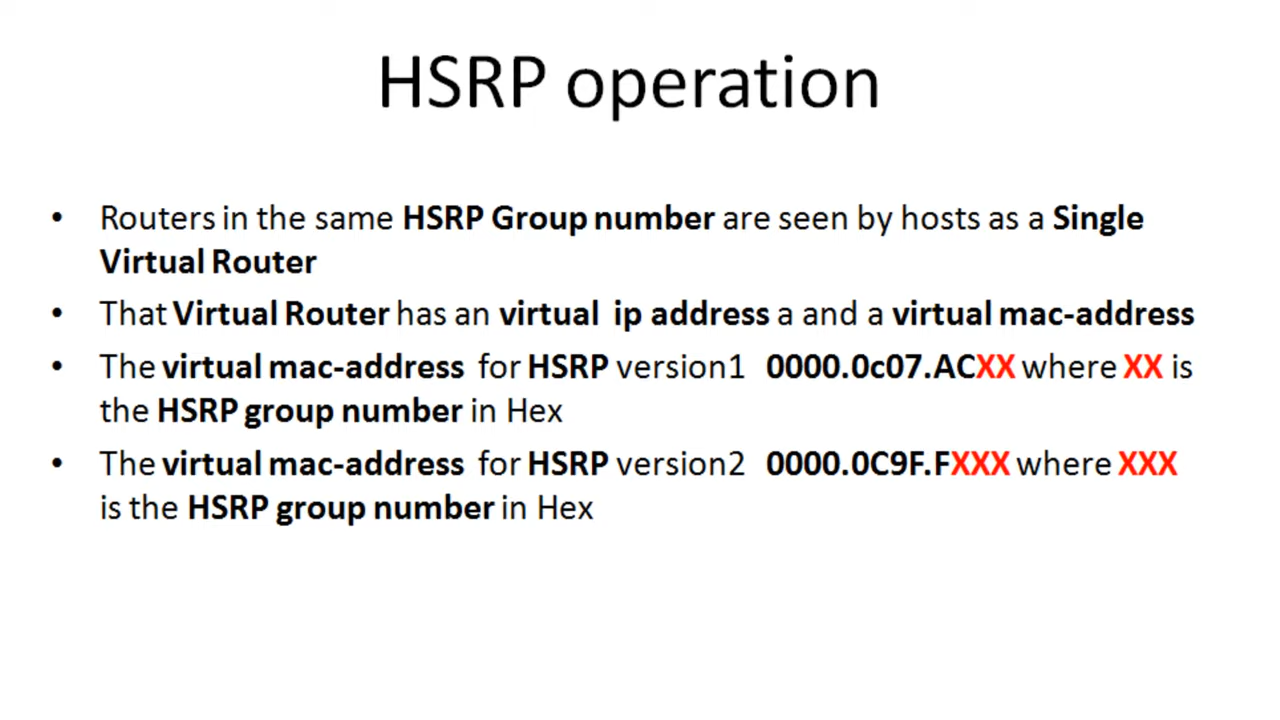 HSRP operation
• Routers in the same HSRP Group number are seen by hosts as a Single
Virtual Router
• That Virtual Router has an virtual ip address a and a virtual mac-address
• The virtual mac-address for HSRP version1 0000.0c07.ACXX where XX is
the HSRP group number in Hex
• The virtual mac-address for HSRP version2 0000.0C9F.FXXX where XXX
is the HSRP group number in Hex